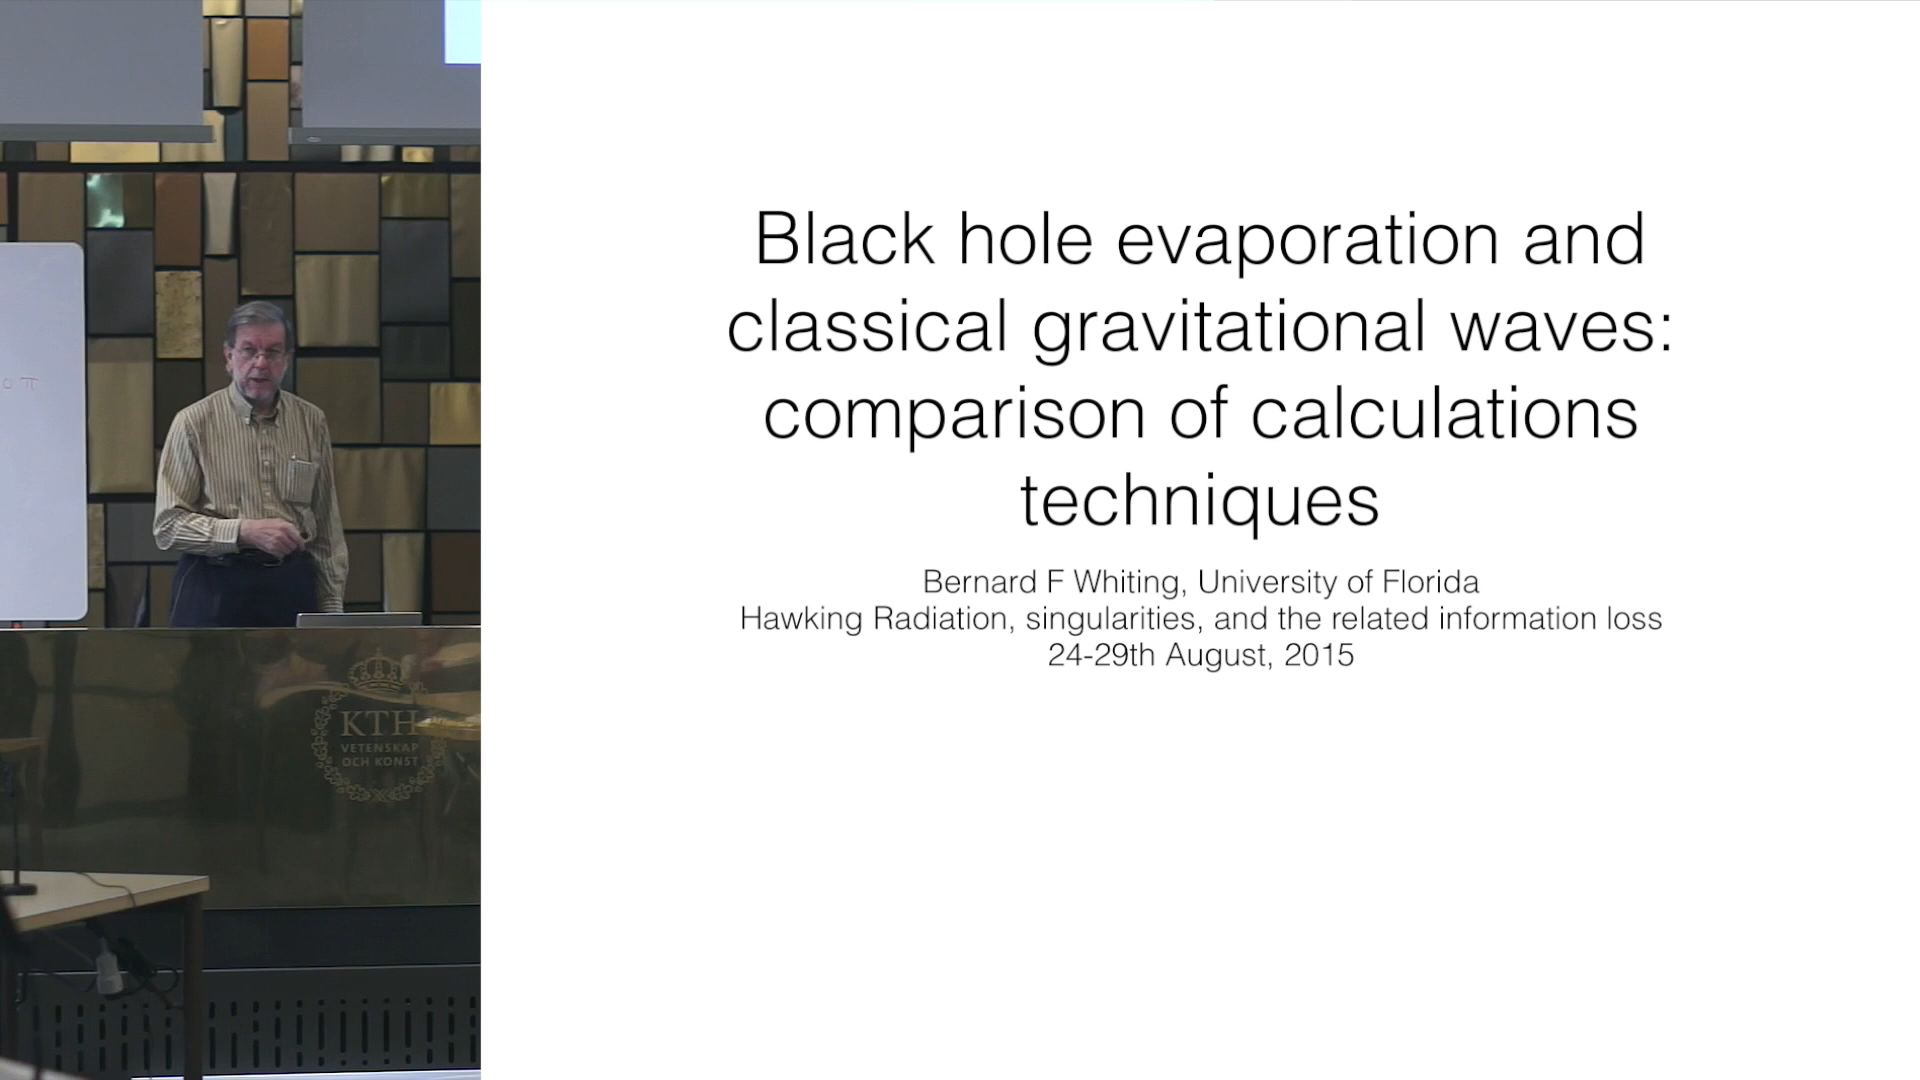 Black hole evaporation and
classical gravitational waves:
comparison of calculations
techniques
Bernard F Whiting, University of Florida
Hawking Radiation, singularities, and the related information loss
24-29th August, 2015
KTH
VETENSKAP
OCH KONST